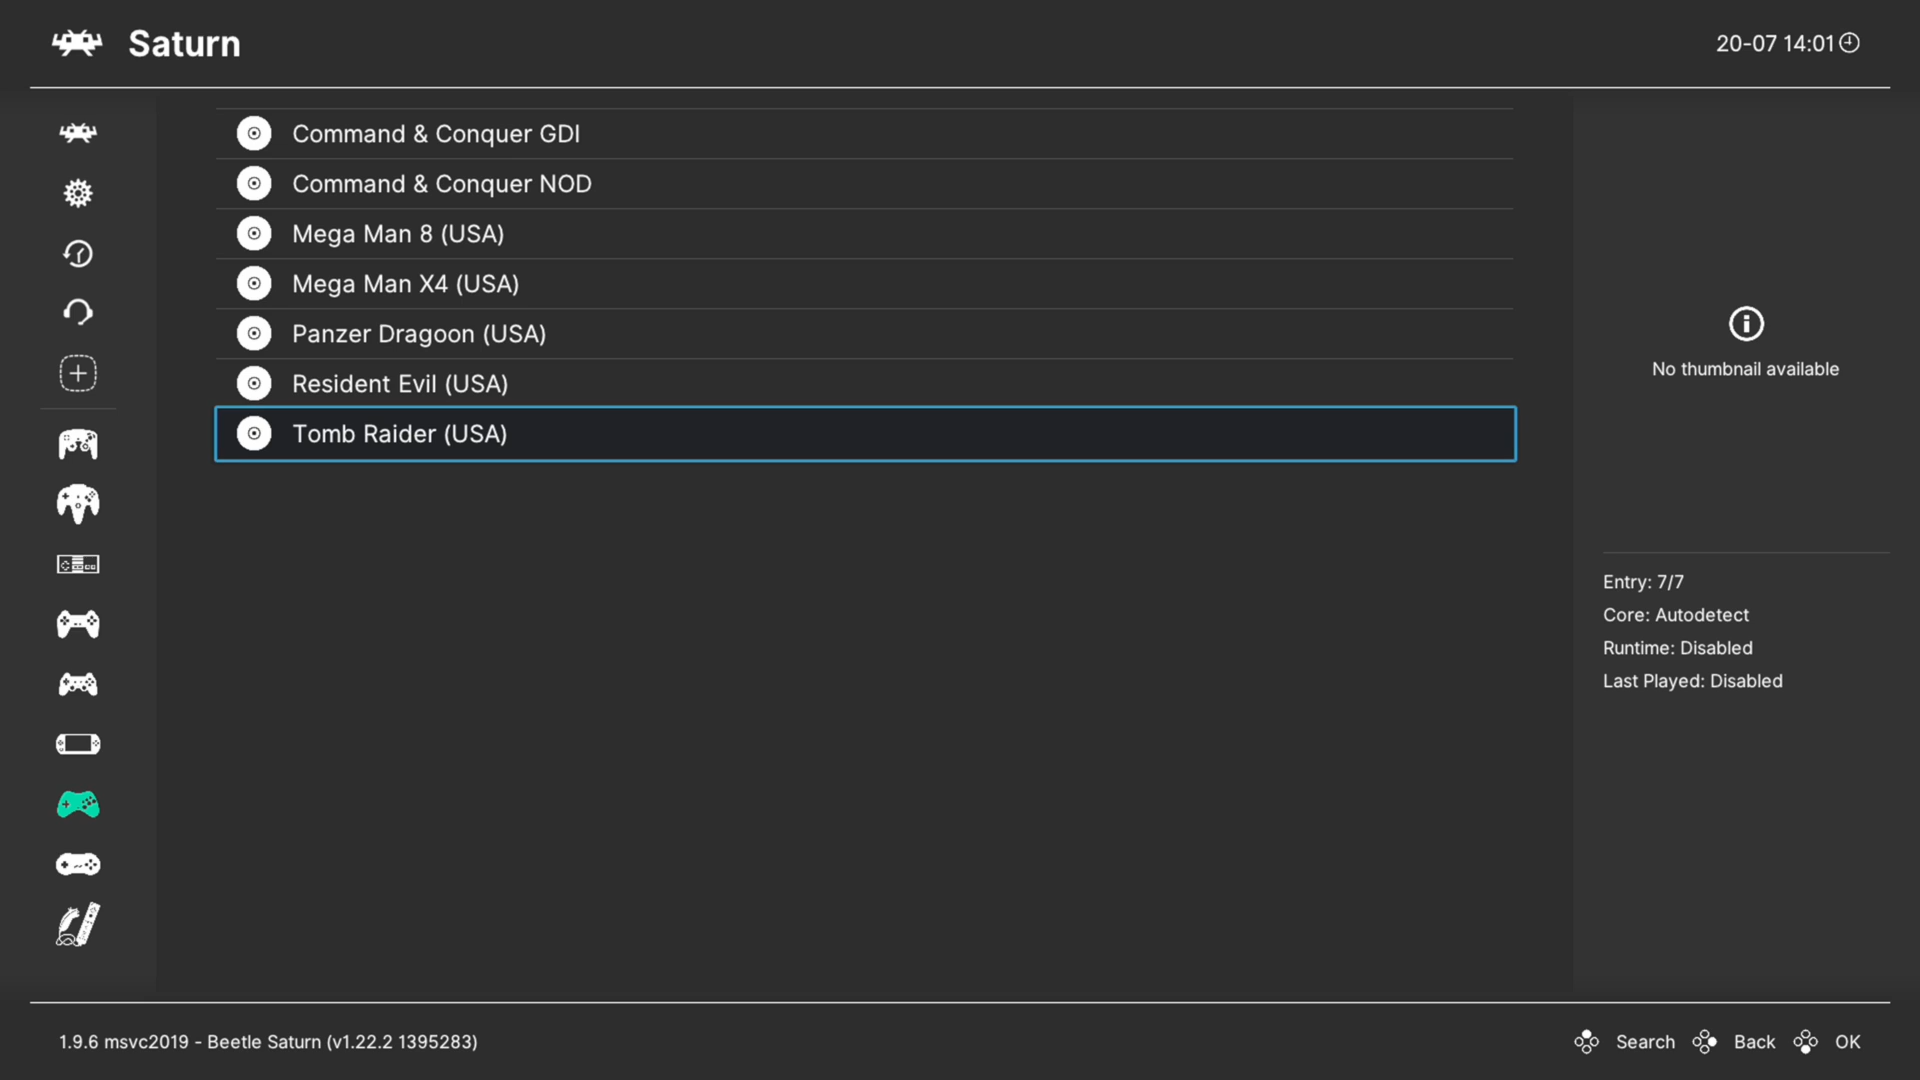 Saturn
20-07 14:01
Command & Conquer GDI
Command & Conquer NOD
Mega Man 8 (USA)
Mega Man X4 (USA)
Panzer Dragoon (USA)
Resident Evil (USA)
Tomb Raider (USA)
No thumbnail available
Entry: 7/7
Core: Autodetect
Runtime: Disabled
Last Played: Disabled
1.9.6 msvc2019 - Beetle Saturn (v1.22.2 1395283)
Search Back OK